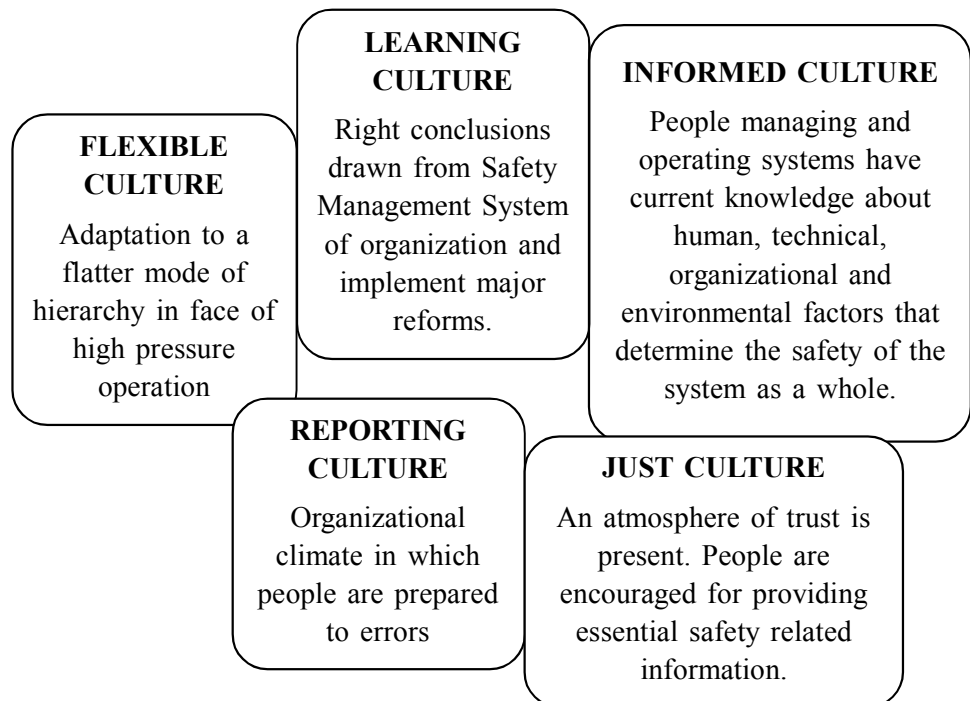 FLEXIBLE
CULTURE
Adaptation to a
flatter mode of
hierarchy in face of
high pressure
operation
LEARNING
CULTURE
Right conclusions
drawn from Safety
Management System
of organization and
implement major
reforms.
INFORMED CULTURE
People managing and
operating systems have
current knowledge about
human, technical,
organizational and
environmental factors that
determine the safety of the
system as a whole.
REPORTING
CULTURE
Organizational
climate in which
people are prepared
to errors
JUST CULTURE
An atmosphere of trust is
present. People are
encouraged for providing
essential safety related
information.